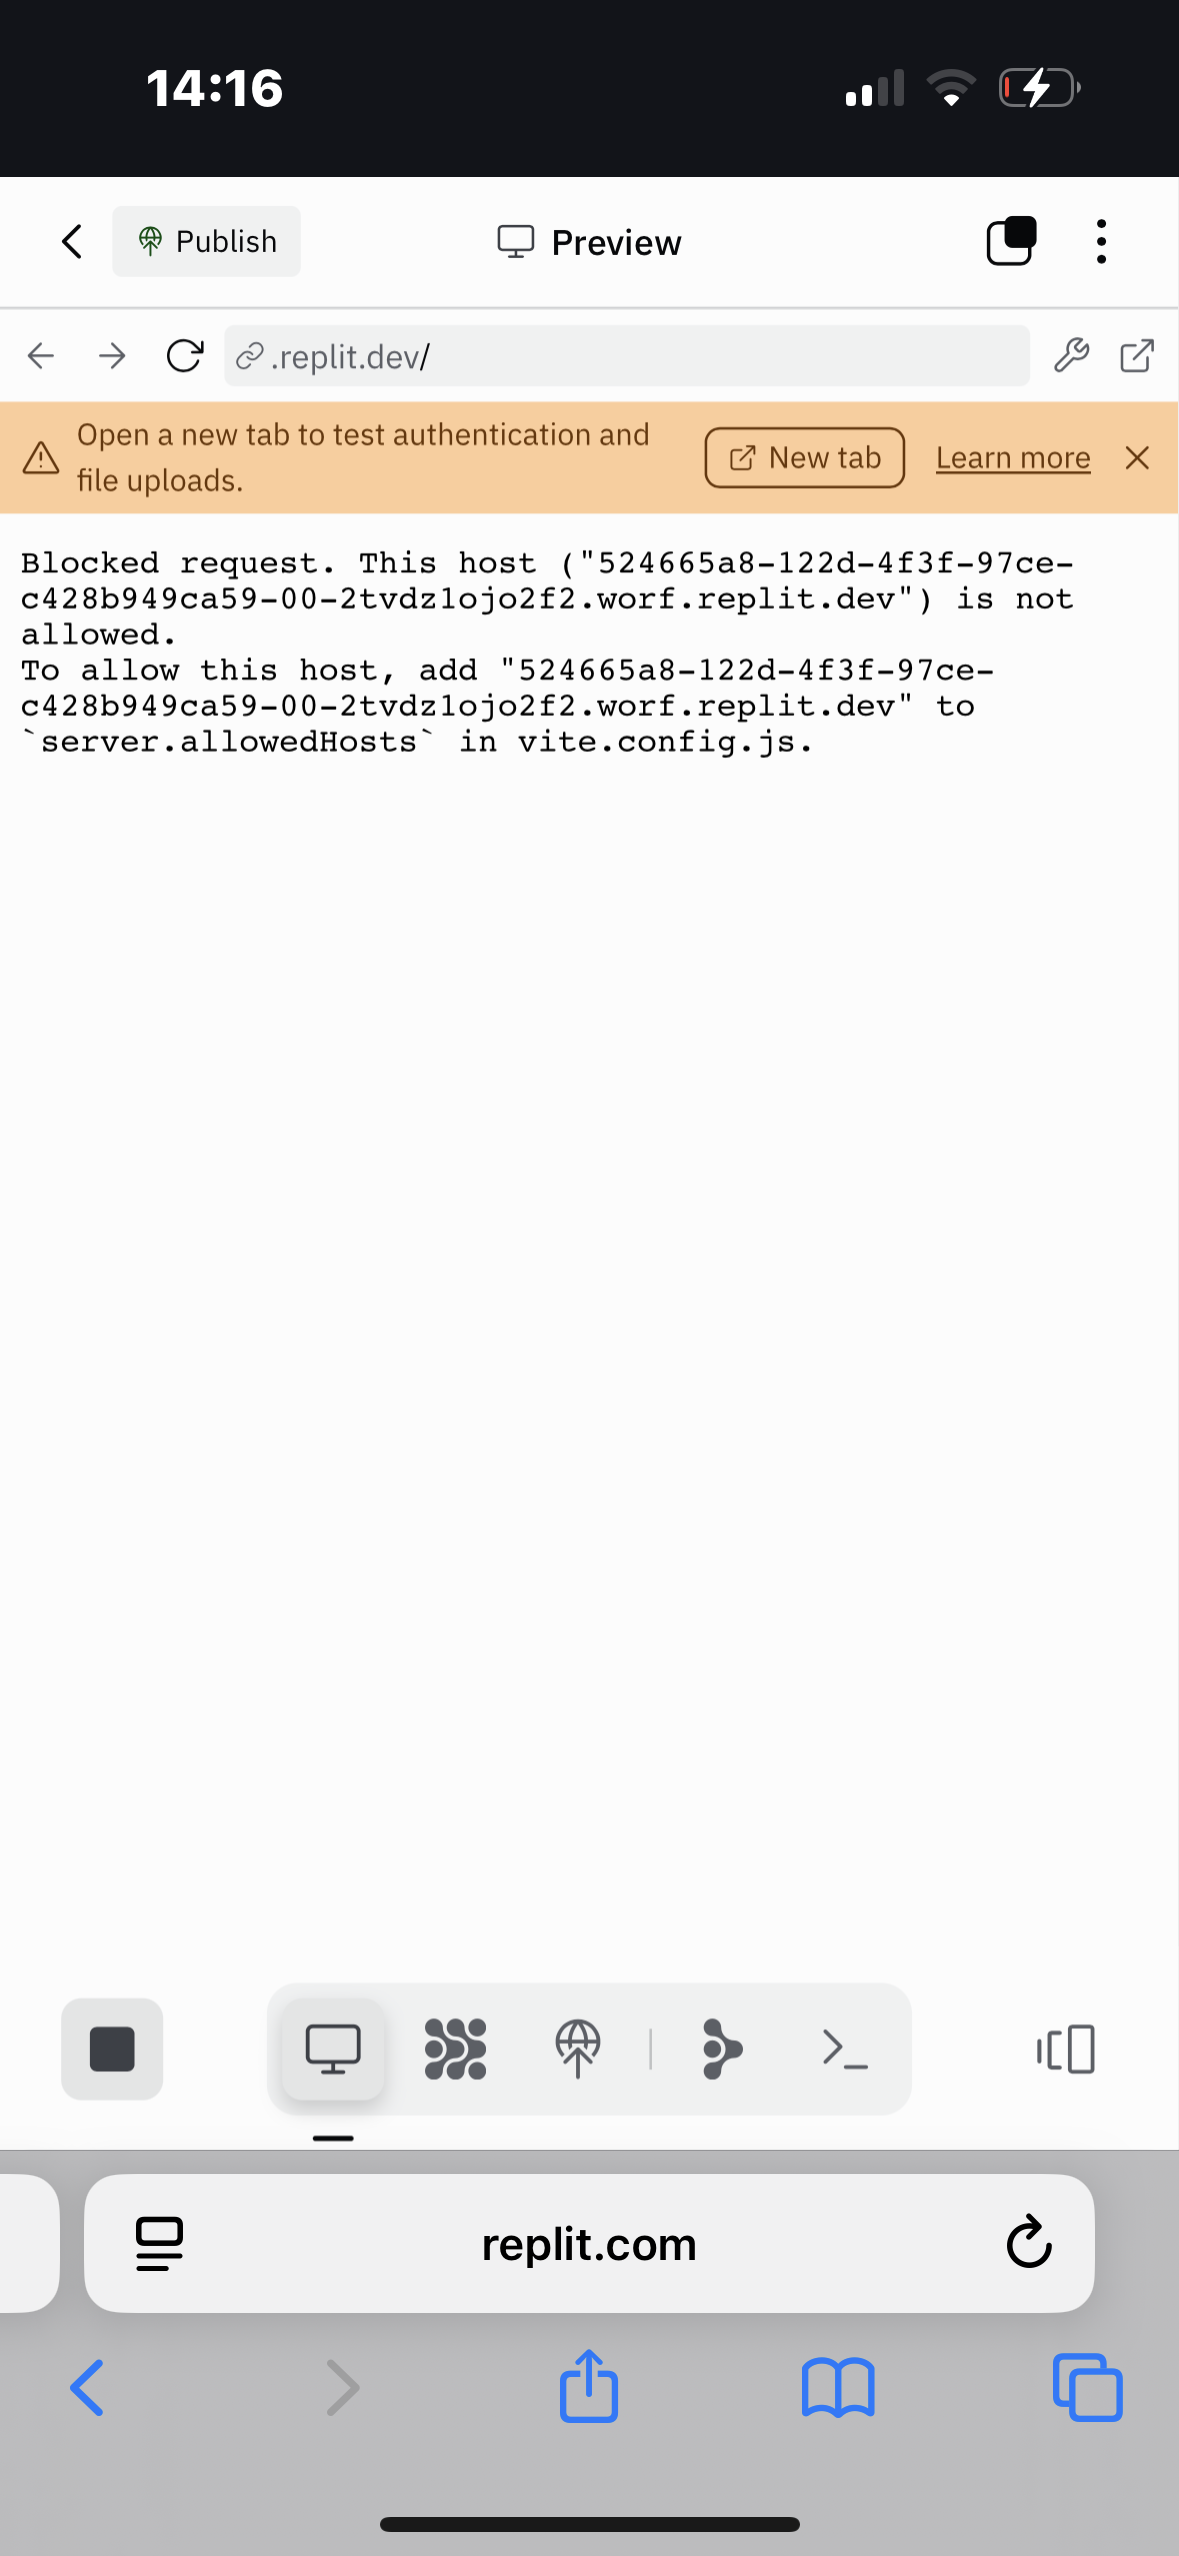 14:16
Publish
Preview
.replit.dev/
Open a new tab to test authentication and
file uploads.
New tab
Learn more
Blocked request. This host ("524665a8-122d-4f3f-97ce-
c428b949ca59-00-2tvdz1ojo2f2.worf.replit.dev") is not
allowed.
To allow this host, add "524665a8-122d-4f3f-97ce-
c428b949ca59-00-2tvdz1ojo2f2.worf.replit.dev" to
`server.allowedHosts` in vite.config.js.
replit.com